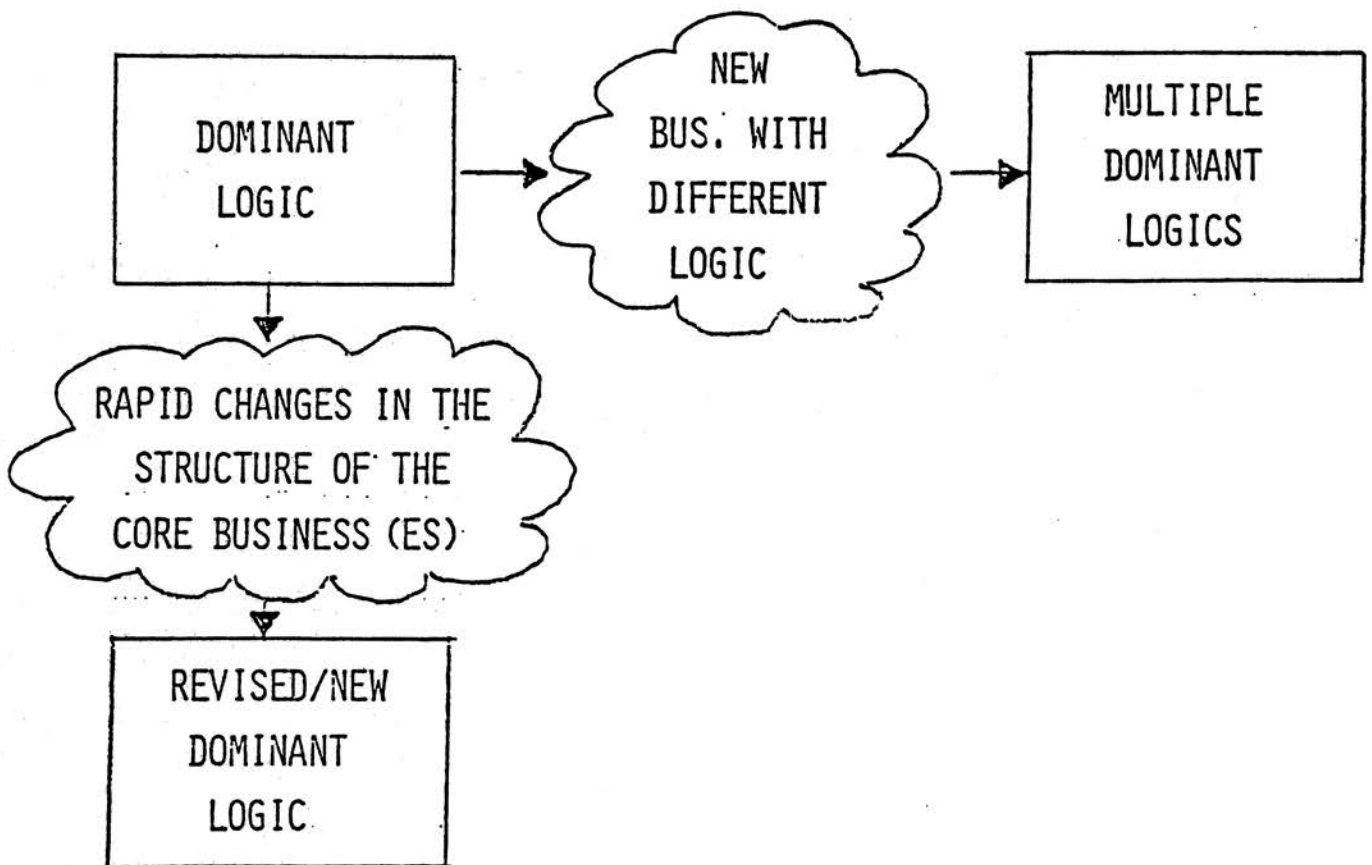 DOMINANT
LOGIC
NEW
BUS. WITH
DIFFERENT
LOGIC
MULTIPLE
DOMINANT
LOGICS
RAPID CHANGES IN THE
STRUCTURE OF THE
CORE BUSINESS (ES)
REVISED/NEW
DOMINANT
LOGIC